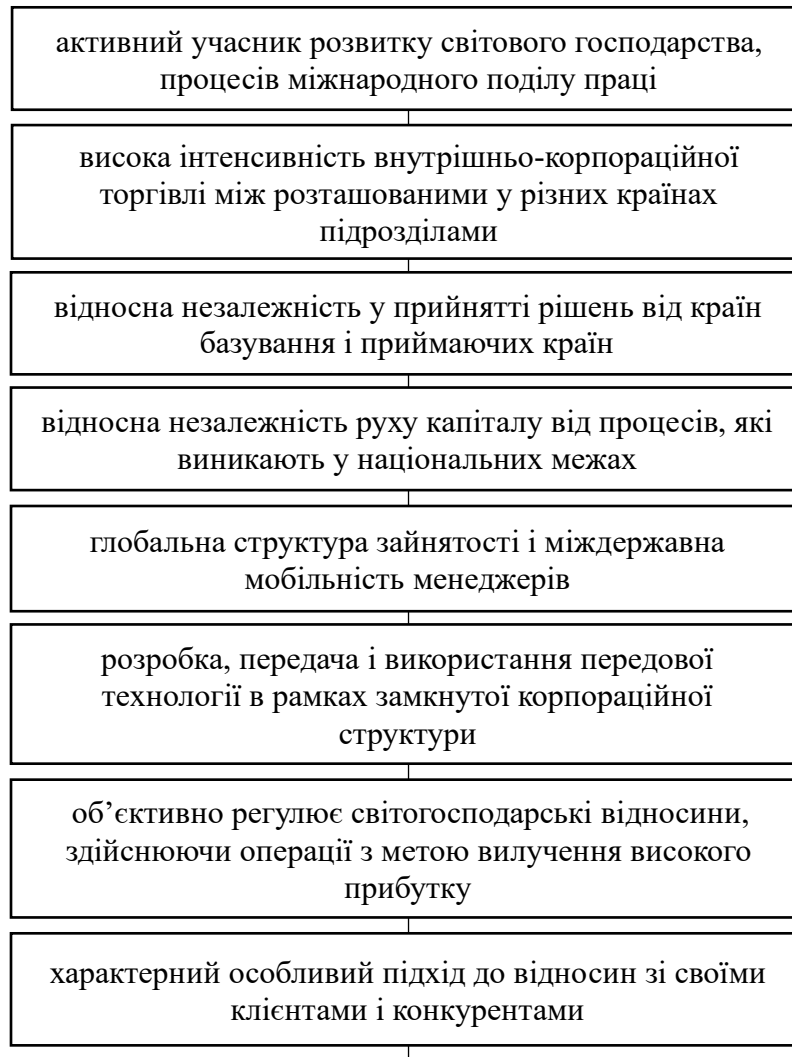 активний учасник розвитку світового господарства,
процесів міжнародного поділу праці
висока інтенсивність внутрішньо-корпораційної
торгівлі між розташованими у різних країнах
підрозділами
відносна незалежність у прийнятті рішень від країн
базування і приймаючих країн
відносна незалежність руху капіталу від процесів, які
виникають у національних межах
глобальна структура зайнятості і міждержавна
мобільність менеджерів
розробка, передача і використання передової
технології в рамках замкнутої корпораційної
структури
об’єктивно регулює світогосподарські відносини,
здійснюючи операції з метою вилучення високого
прибутку
характерний особливий підхід до відносин зі своїми
клієнтами і конкурентами